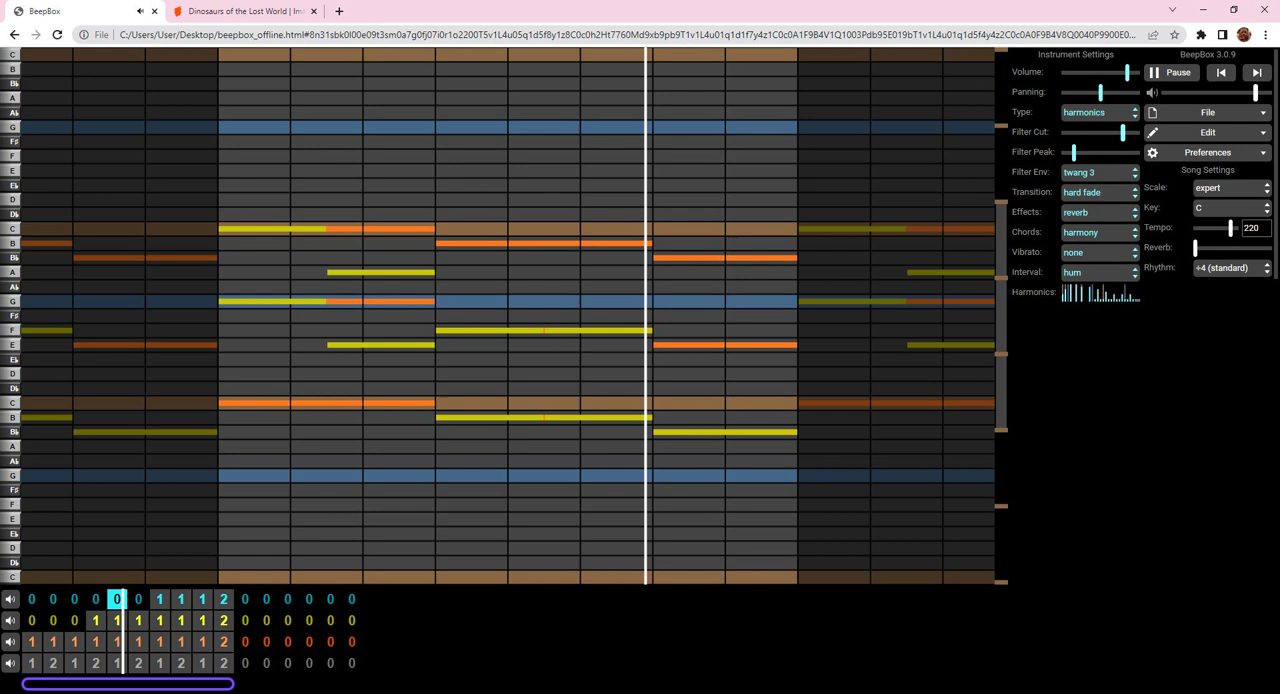 BeepBox
Dinosaurs of the Lost World | Im
File
C:/Users/User/Desktop/beepbox_offline.html#8n31sbk0l00e09t3sm0a7g0fj07i0r1o2200T5v1L4u05q1d5f8y1z8C0c0h2Ht7760Md9xb9pb9T1v1L4u01q1d1f7y4z1C0c0A1F9B4V1Q1003Pdb95E019bT1v1L4u01q1d5f4y4z2C0c0A0F9B4V8Q0040P9900E0...
Instrument Settings
BeepBox 3.0.9
Volume:
Pause
Panning:
Type: harmonics
File
Filter Cut:
Edit
Filter Peak:
Preferences
Filter Env: twang 3
Song Settings
Transition: hard fade
Scale: expert
Effects: reverb
Key: C
Chords: harmony
Tempo: 220
Vibrato: none
Reverb:
Interval: hum
Rhythm: ÷4 (standard)
Harmonics:
C
B
B♭
A
A♭
G
F♯
F
E
E♭
D
D♭
C
B
B♭
A
A♭
G
F♯
F
E
E♭
D
D♭
C
B
B♭
A
A♭
G
F♯
F
E
E♭
D
D♭
C
0 0 0 0 0 0 1 1 1 2 0 0 0 0 0 0
0 0 0 1 1 1 1 1 1 2 0 0 0 0 0 0
1 1 1 1 1 1 1 1 1 2 0 0 0 0 0 0
1 2 1 2 1 2 1 2 1 2 0 0 0 0 0 0